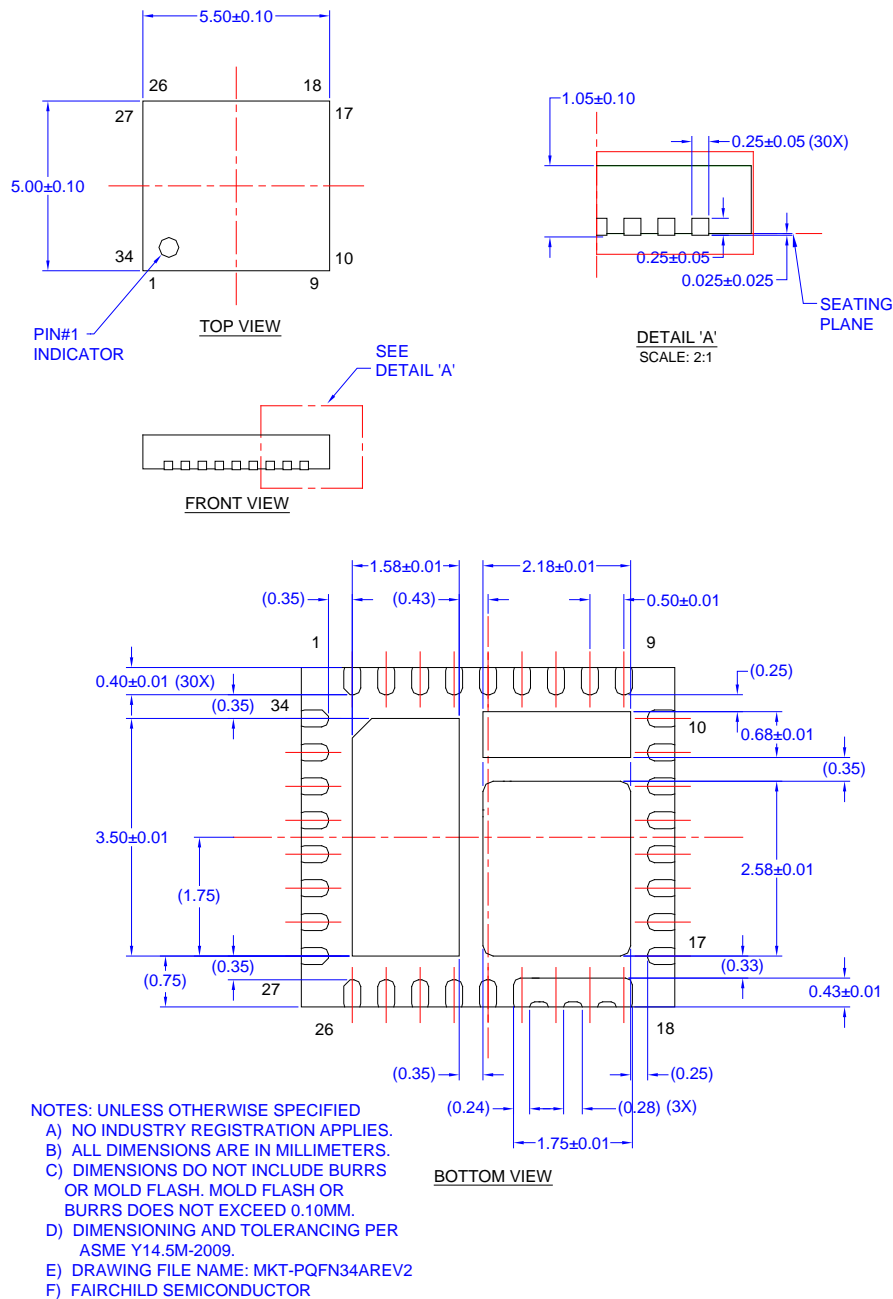 5.50±0.10
26
18
27
17
5.00±0.10
34
10
1
9
PIN#1
INDICATOR
TOP VIEW
1.05±0.10
0.25±0.05 (30X)
0.25±0.05
0.025±0.025
SEATING
PLANE
DETAIL 'A'
SCALE: 2:1
SEE
DETAIL 'A'
FRONT VIEW
1.58±0.01
2.18±0.01
(0.35)
(0.43)
0.50±0.01
1
9
0.40±0.01 (30X)
(0.25)
34
(0.35)
10
0.68±0.01
(0.35)
3.50±0.01
2.58±0.01
(1.75)
17
(0.35)
(0.33)
(0.75)
27
0.43±0.01
26
18
(0.35)
(0.25)
(0.24)
(0.28) (3X)
1.75±0.01
BOTTOM VIEW
NOTES: UNLESS OTHERWISE SPECIFIED
A) NO INDUSTRY REGISTRATION APPLIES.
B) ALL DIMENSIONS ARE IN MILLIMETERS.
C) DIMENSIONS DO NOT INCLUDE BURRS
OR MOLD FLASH. MOLD FLASH OR
BURRS DOES NOT EXCEED 0.10MM.
D) DIMENSIONING AND TOLERANCING PER
ASME Y14.5M-2009.
E) DRAWING FILE NAME: MKT-PQFN34AREV2
F) FAIRCHILD SEMICONDUCTOR